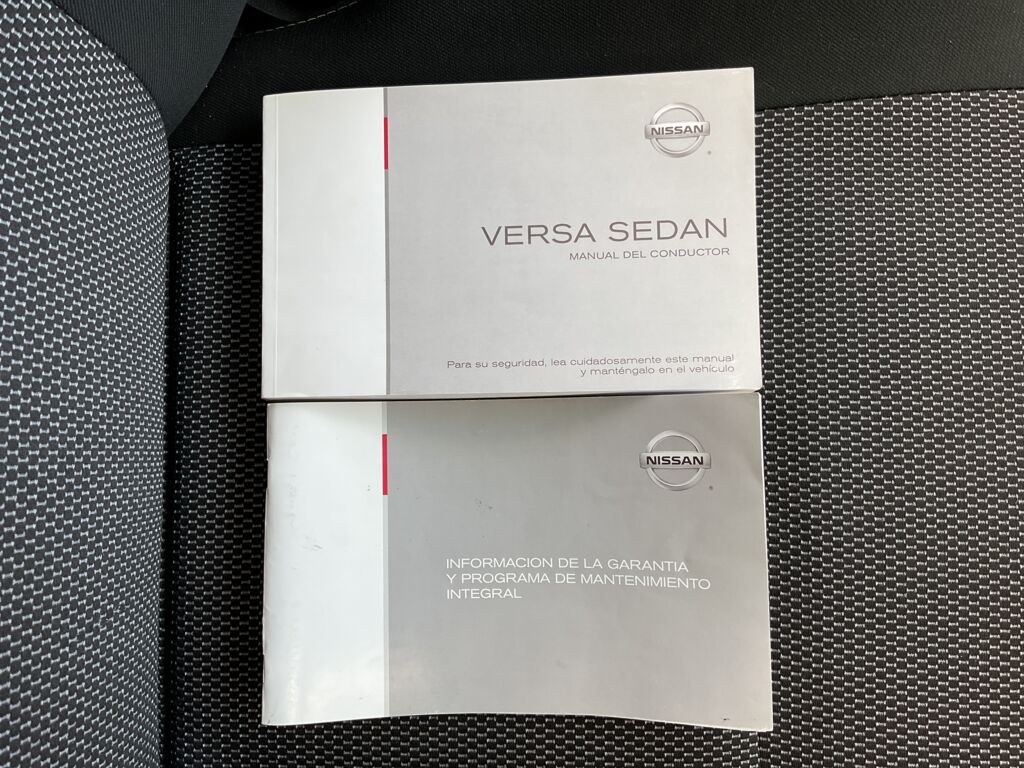 NISSAN
VERSA SEDAN
MANUAL DEL CONDUCTOR
Para su seguridad, lea cuidadosamente este manual
y manténgalo en el vehículo
NISSAN
INFORMACION DE LA GARANTIA
Y PROGRAMA DE MANTENIMIENTO
INTEGRAL